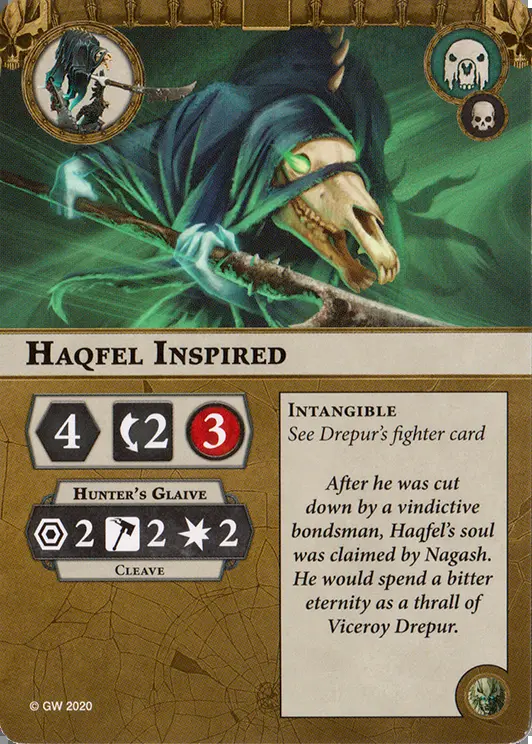 Haqfel Inspired
4 2 3
Hunter's Glaive
2 2 2
Cleave
Intangible
See Drepur's fighter card
After he was cut
down by a vindictive
bondsman, Haqfel's soul
was claimed by Nagash.
He would spend a bitter
eternity as a thrall of
Viceroy Drepur.
© GW 2020